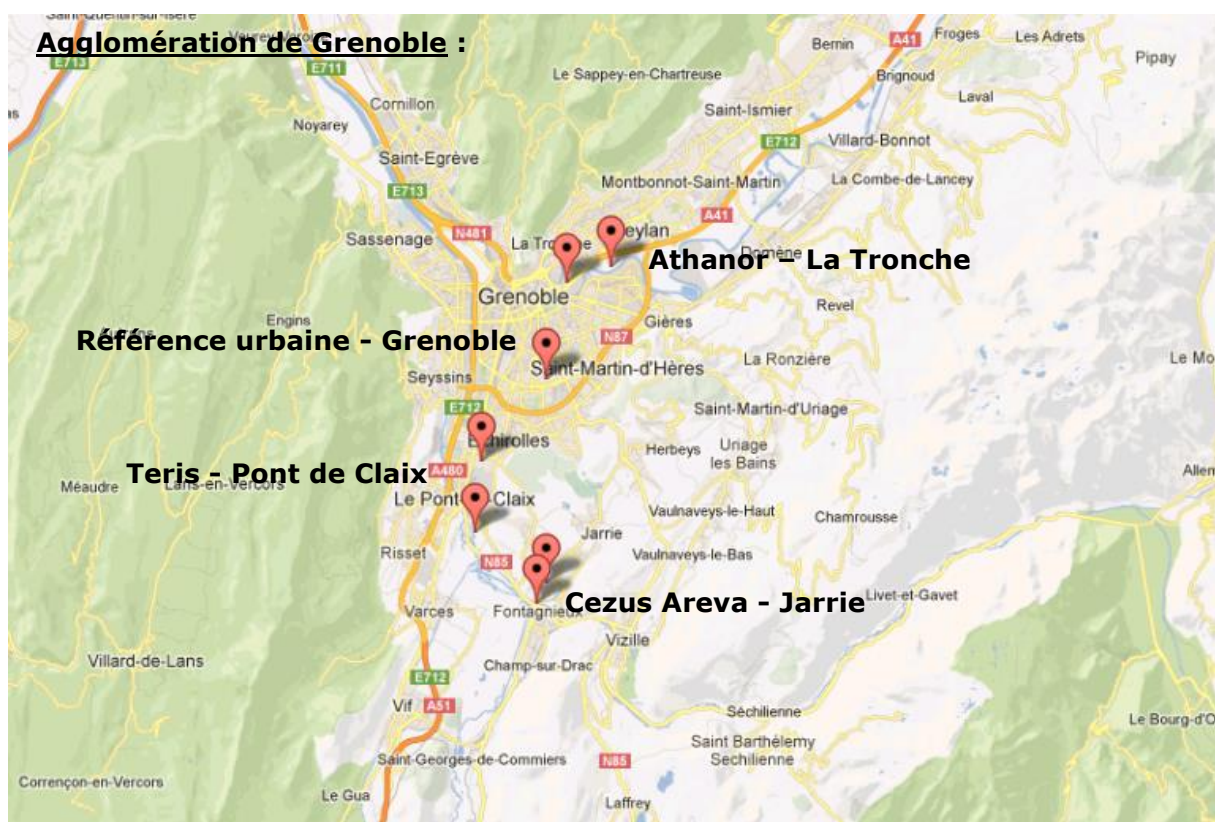 Saint-Quentin-sur-Isère
Agglomération de Grenoble :
Bernin
A41
Froges
Les Adrets
Pipay
E713
E711
Le Sappey-en-Chartreuse
Brignoud
Laval
Cornillon
Saint-Ismier
Noyarey
E712
Villard-Bonnot
Saint-Egrève
Montbonnot-Saint-Martin
La Combe-de-Lancey
E713
A41
Sassenage
N481
La Tronche
Meylan
Domène
Athanor – La Tronche
Grenoble
Revel
Engins
Gières
Référence urbaine - Grenoble
N87
La Ronzière
Le Mo
Seyssins
Saint-Martin-d'Hères
E712
Saint-Martin-d'Uriage
Echirolles
Herbeys
Uriage
les Bains
Teris - Pont de Claix
A480
Allen
Méaudre
Lans-en-Vercors
Le Pont-de-Claix
Vaulnaveys-le-Haut
Chamrousse
Jarrie
Risset
N85
Vaulnaveys-le-Bas
Cezus Areva - Jarrie
Livet-et-Gavet
Varces
Fontagnieux
Vizille
Villard-de-Lans
Champ-sur-Drac
E712
Vif
A51
Séchilienne
Le Bourg-d'O
Saint Barthélemy
Sechilienne
Saint-Georges-de-Commiers
N85
Corrençon-en-Vercors
Le Gua
Laffrey